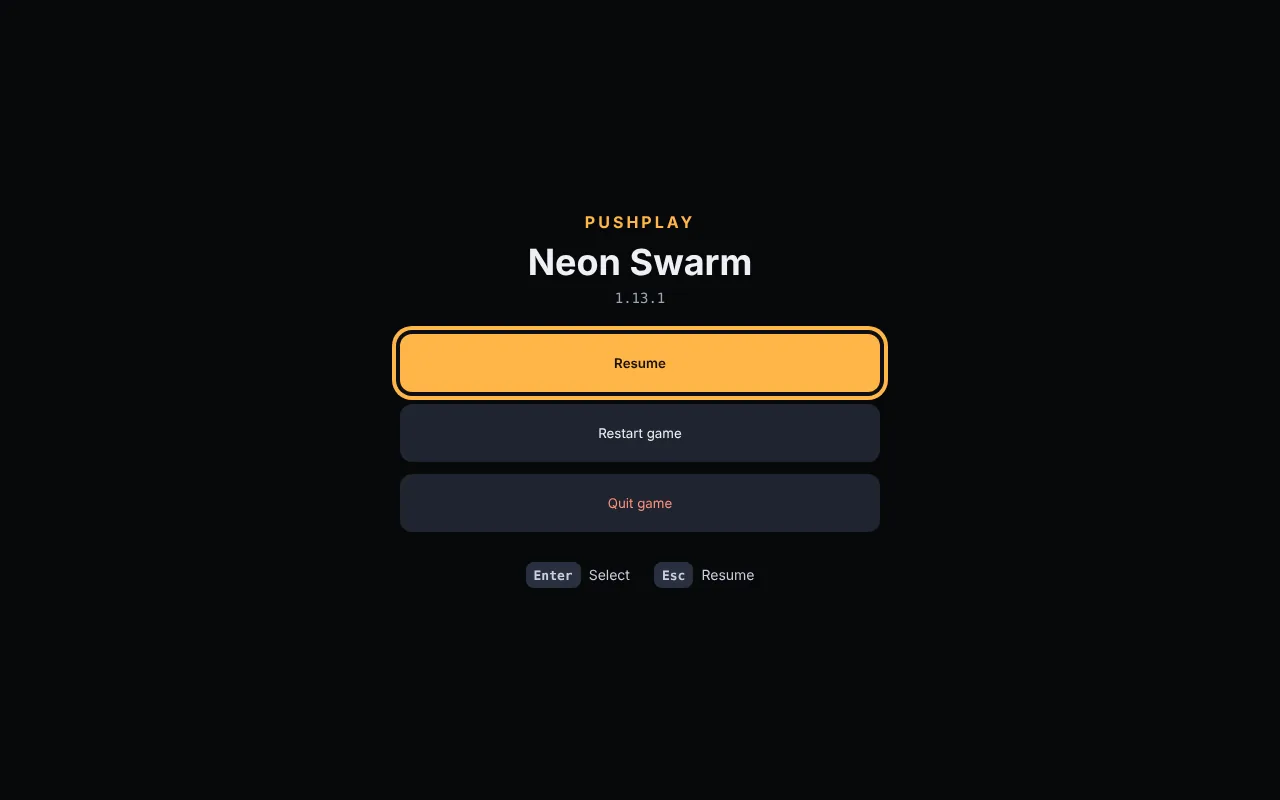 PUSHPLAY
Neon Swarm
1.13.1
Resume
Restart game
Quit game
Enter Select Esc Resume